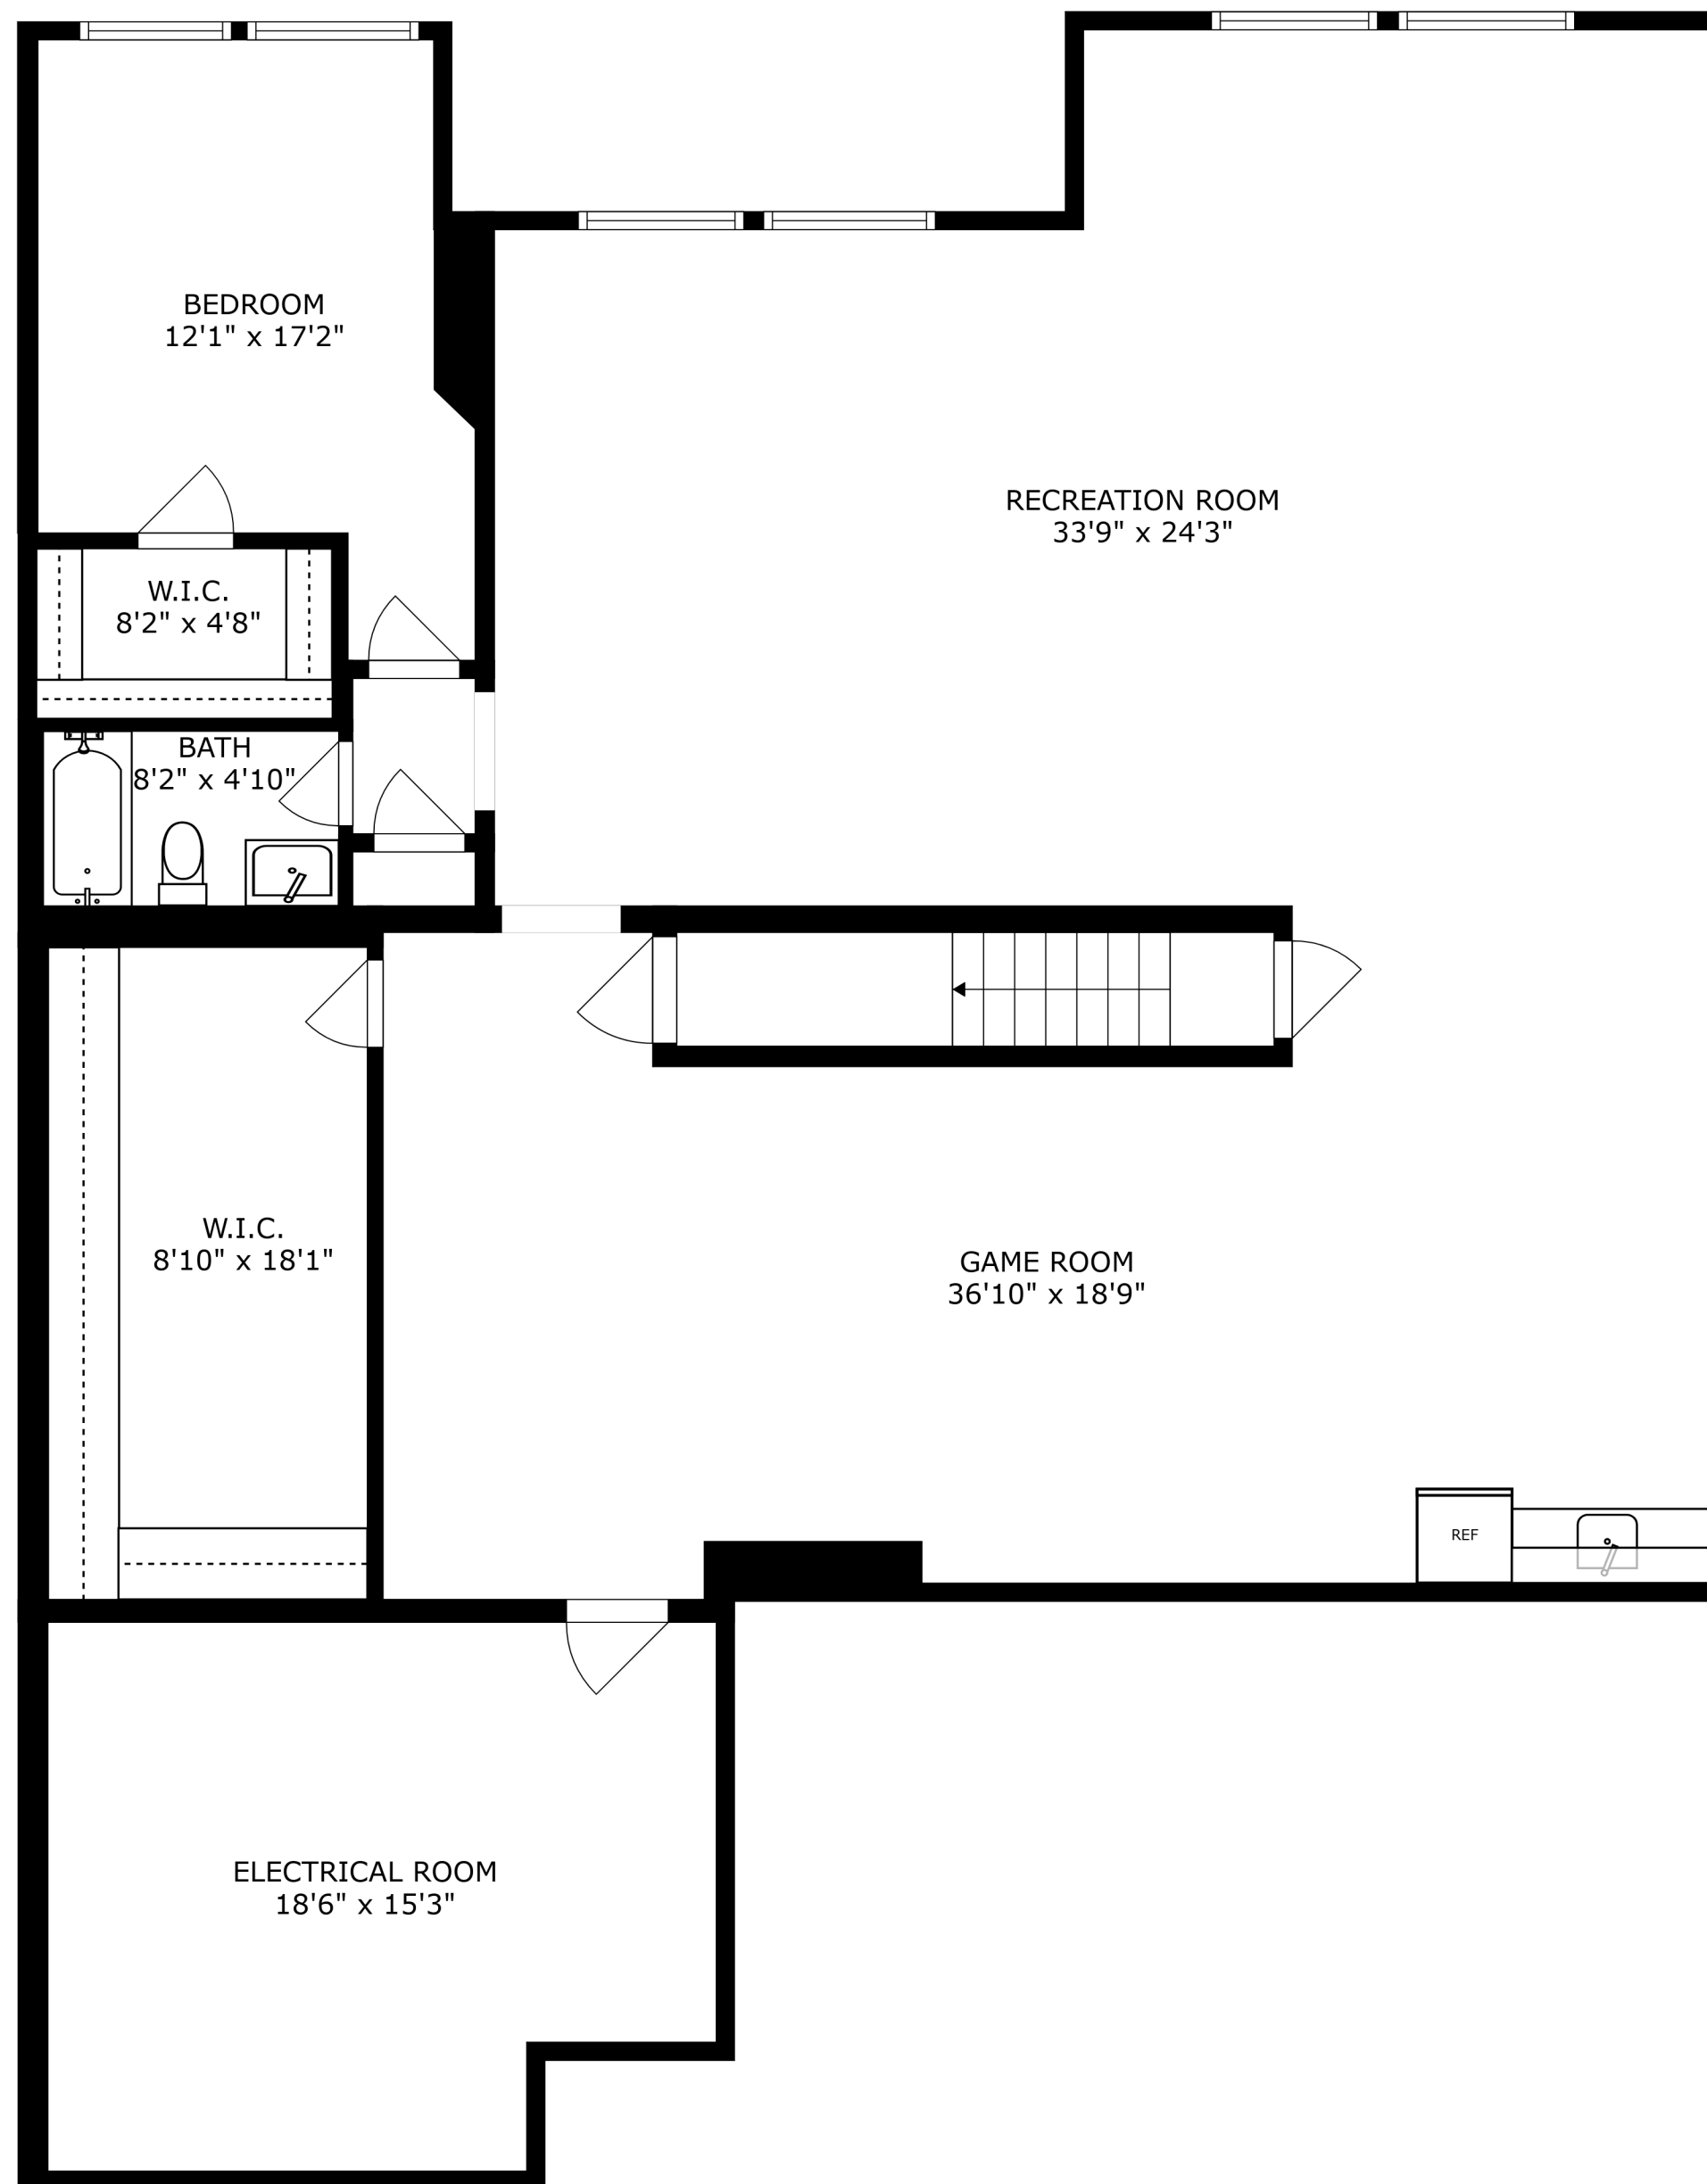 BEDROOM
12'1" x 17'2"
RECREATION ROOM
33'9" x 24'3"
W.I.C.
8'2" x 4'8"
BATH
8'2" x 4'10"
W.I.C.
8'10" x 18'1"
GAME ROOM
36'10" x 18'9"
REF
ELECTRICAL ROOM
18'6" x 15'3"